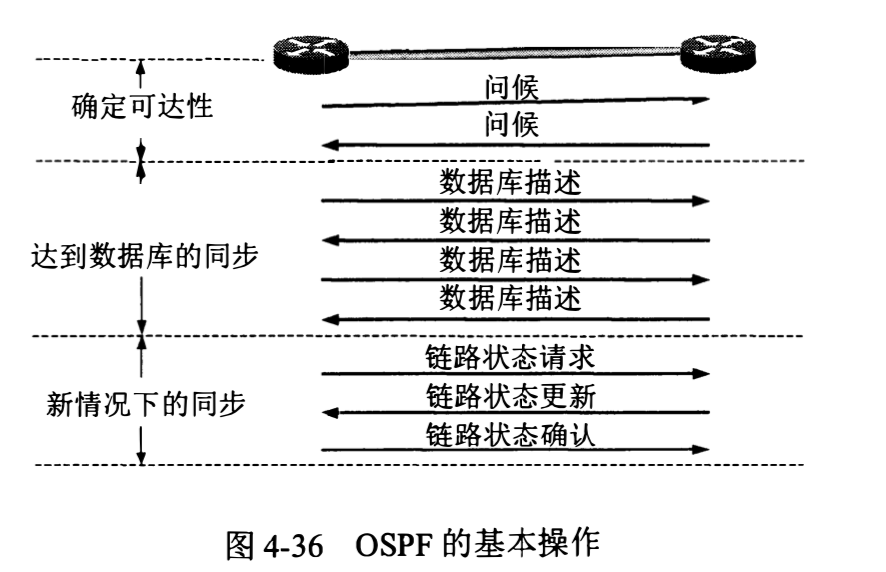 问候
确定可达性
问候
数据库描述
数据库描述
达到数据库的同步
数据库描述
数据库描述
链路状态请求
新情况下的同步
链路状态更新
链路状态确认
图 4-36 OSPF 的基本操作